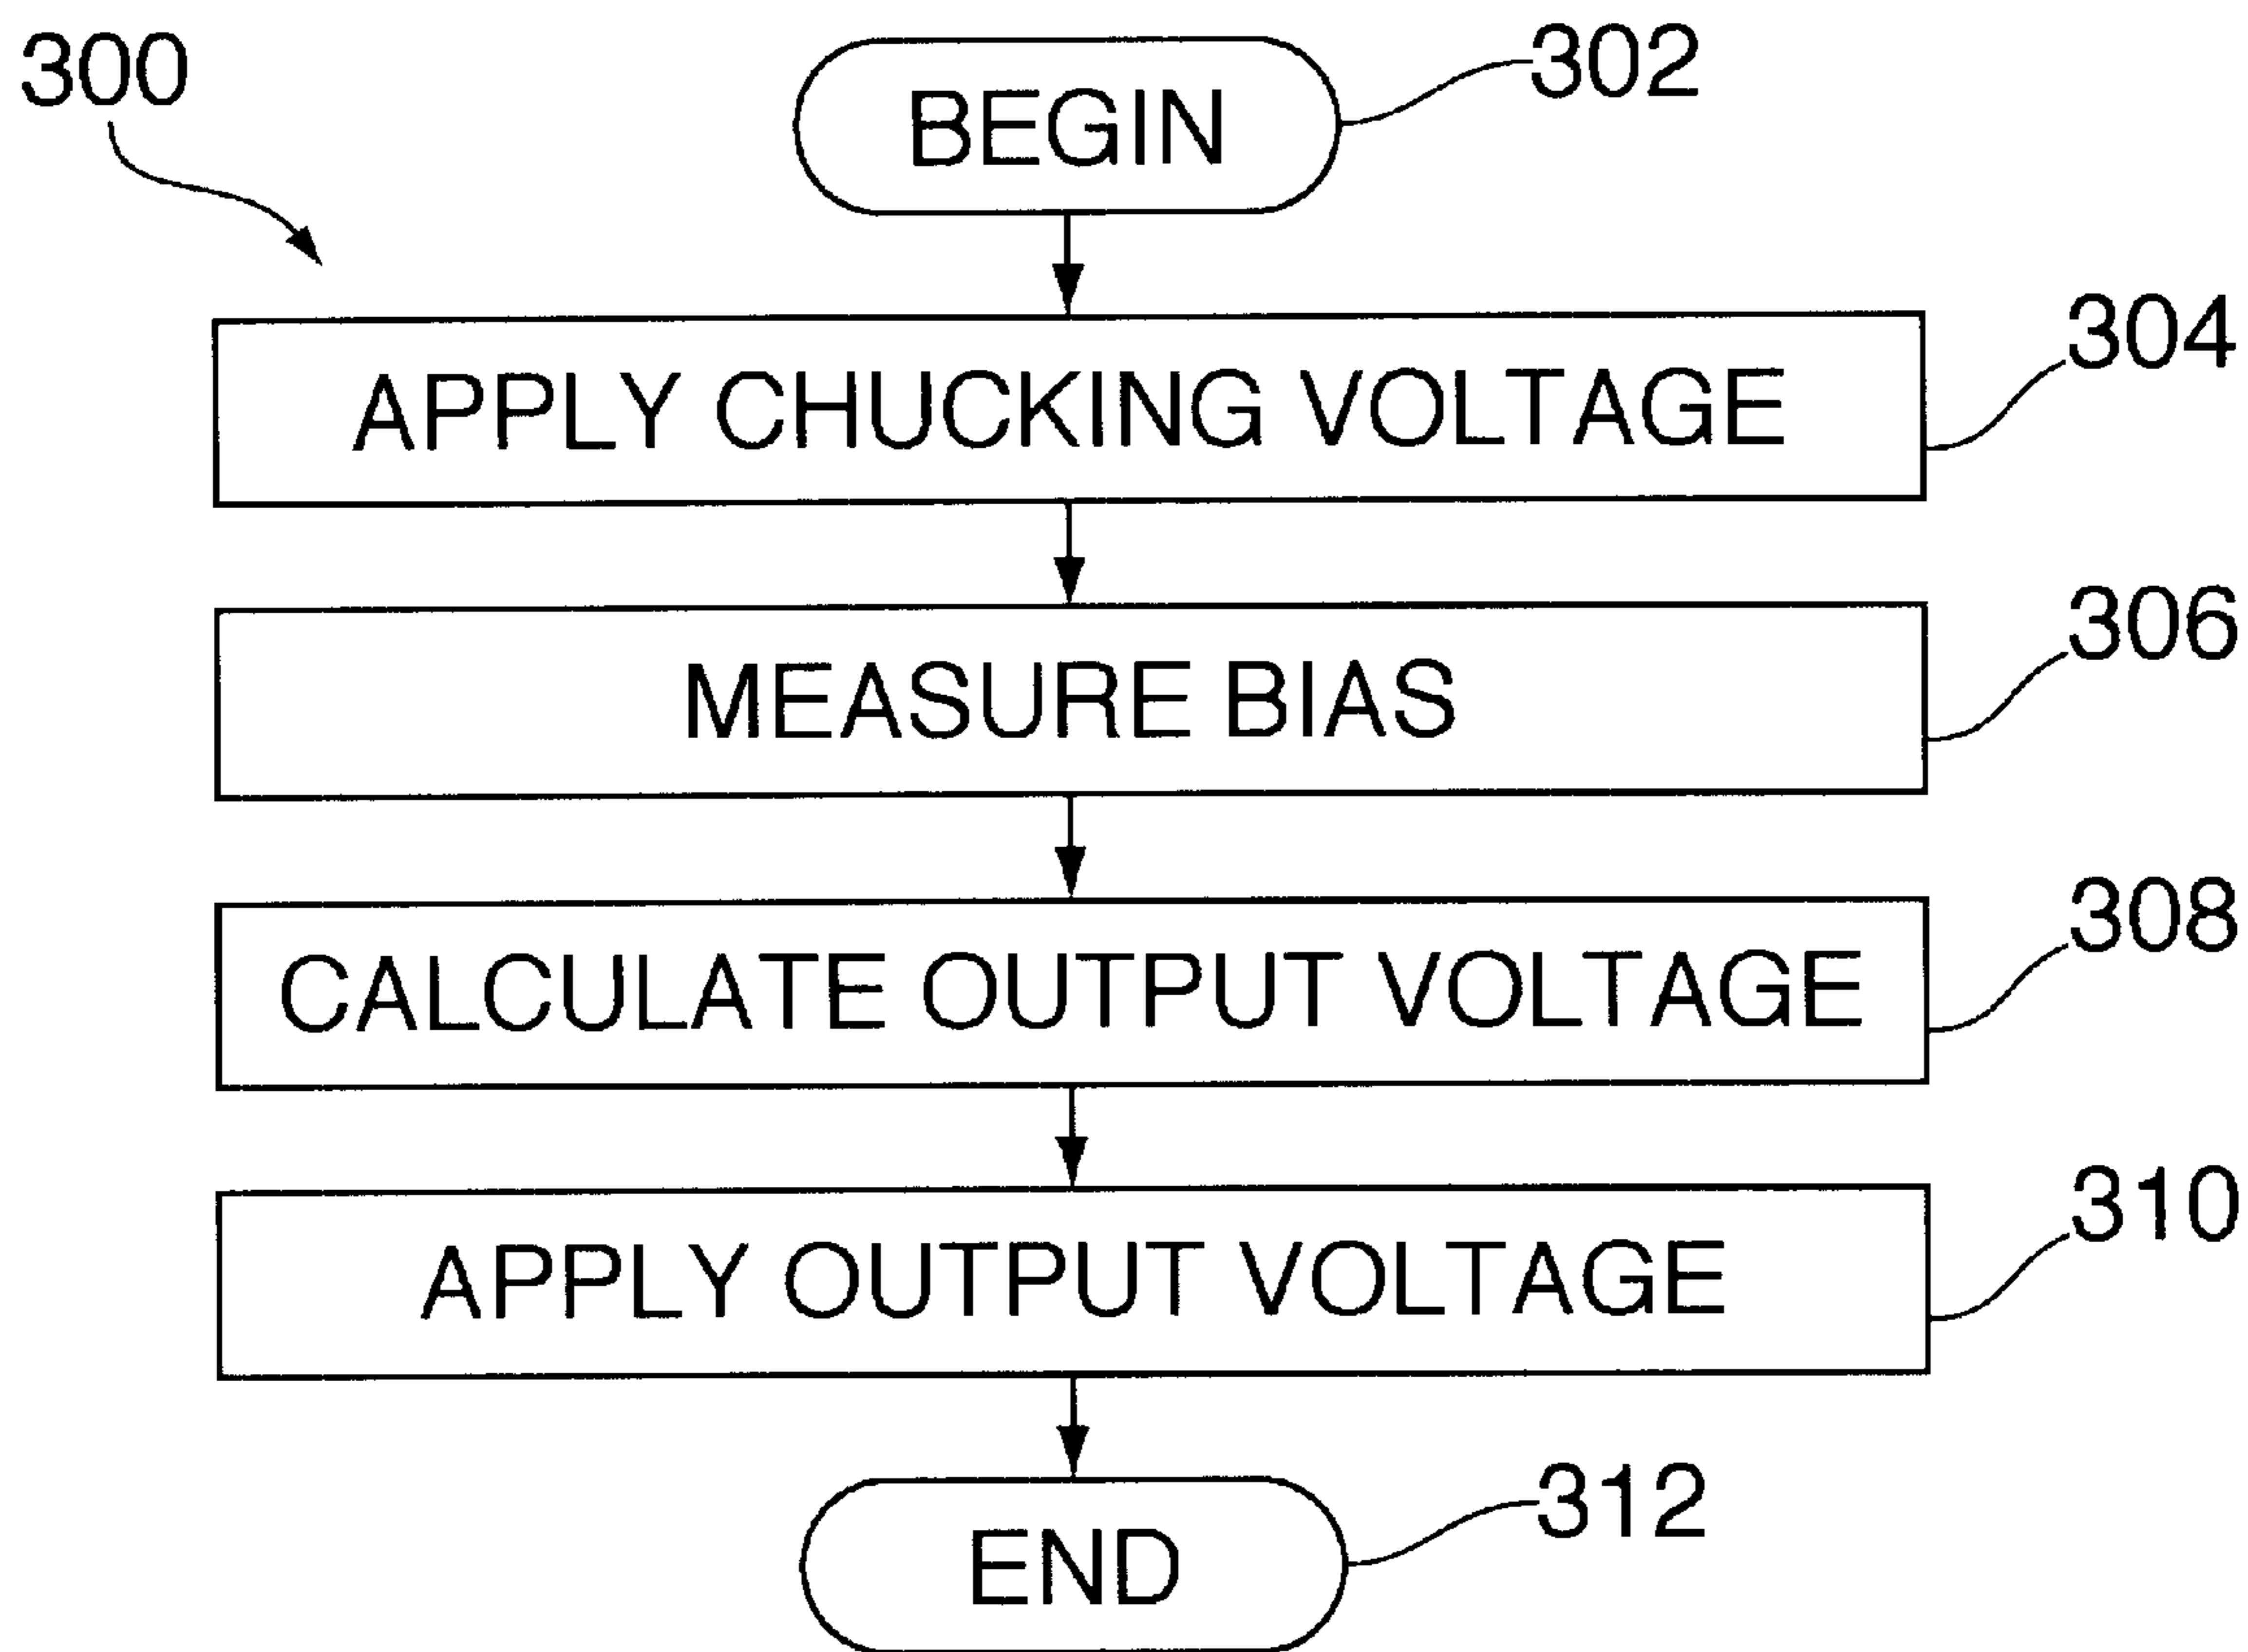 300
BEGIN
302
APPLY CHUCKING VOLTAGE
304
MEASURE BIAS
306
CALCULATE OUTPUT VOLTAGE
308
APPLY OUTPUT VOLTAGE
310
END
312